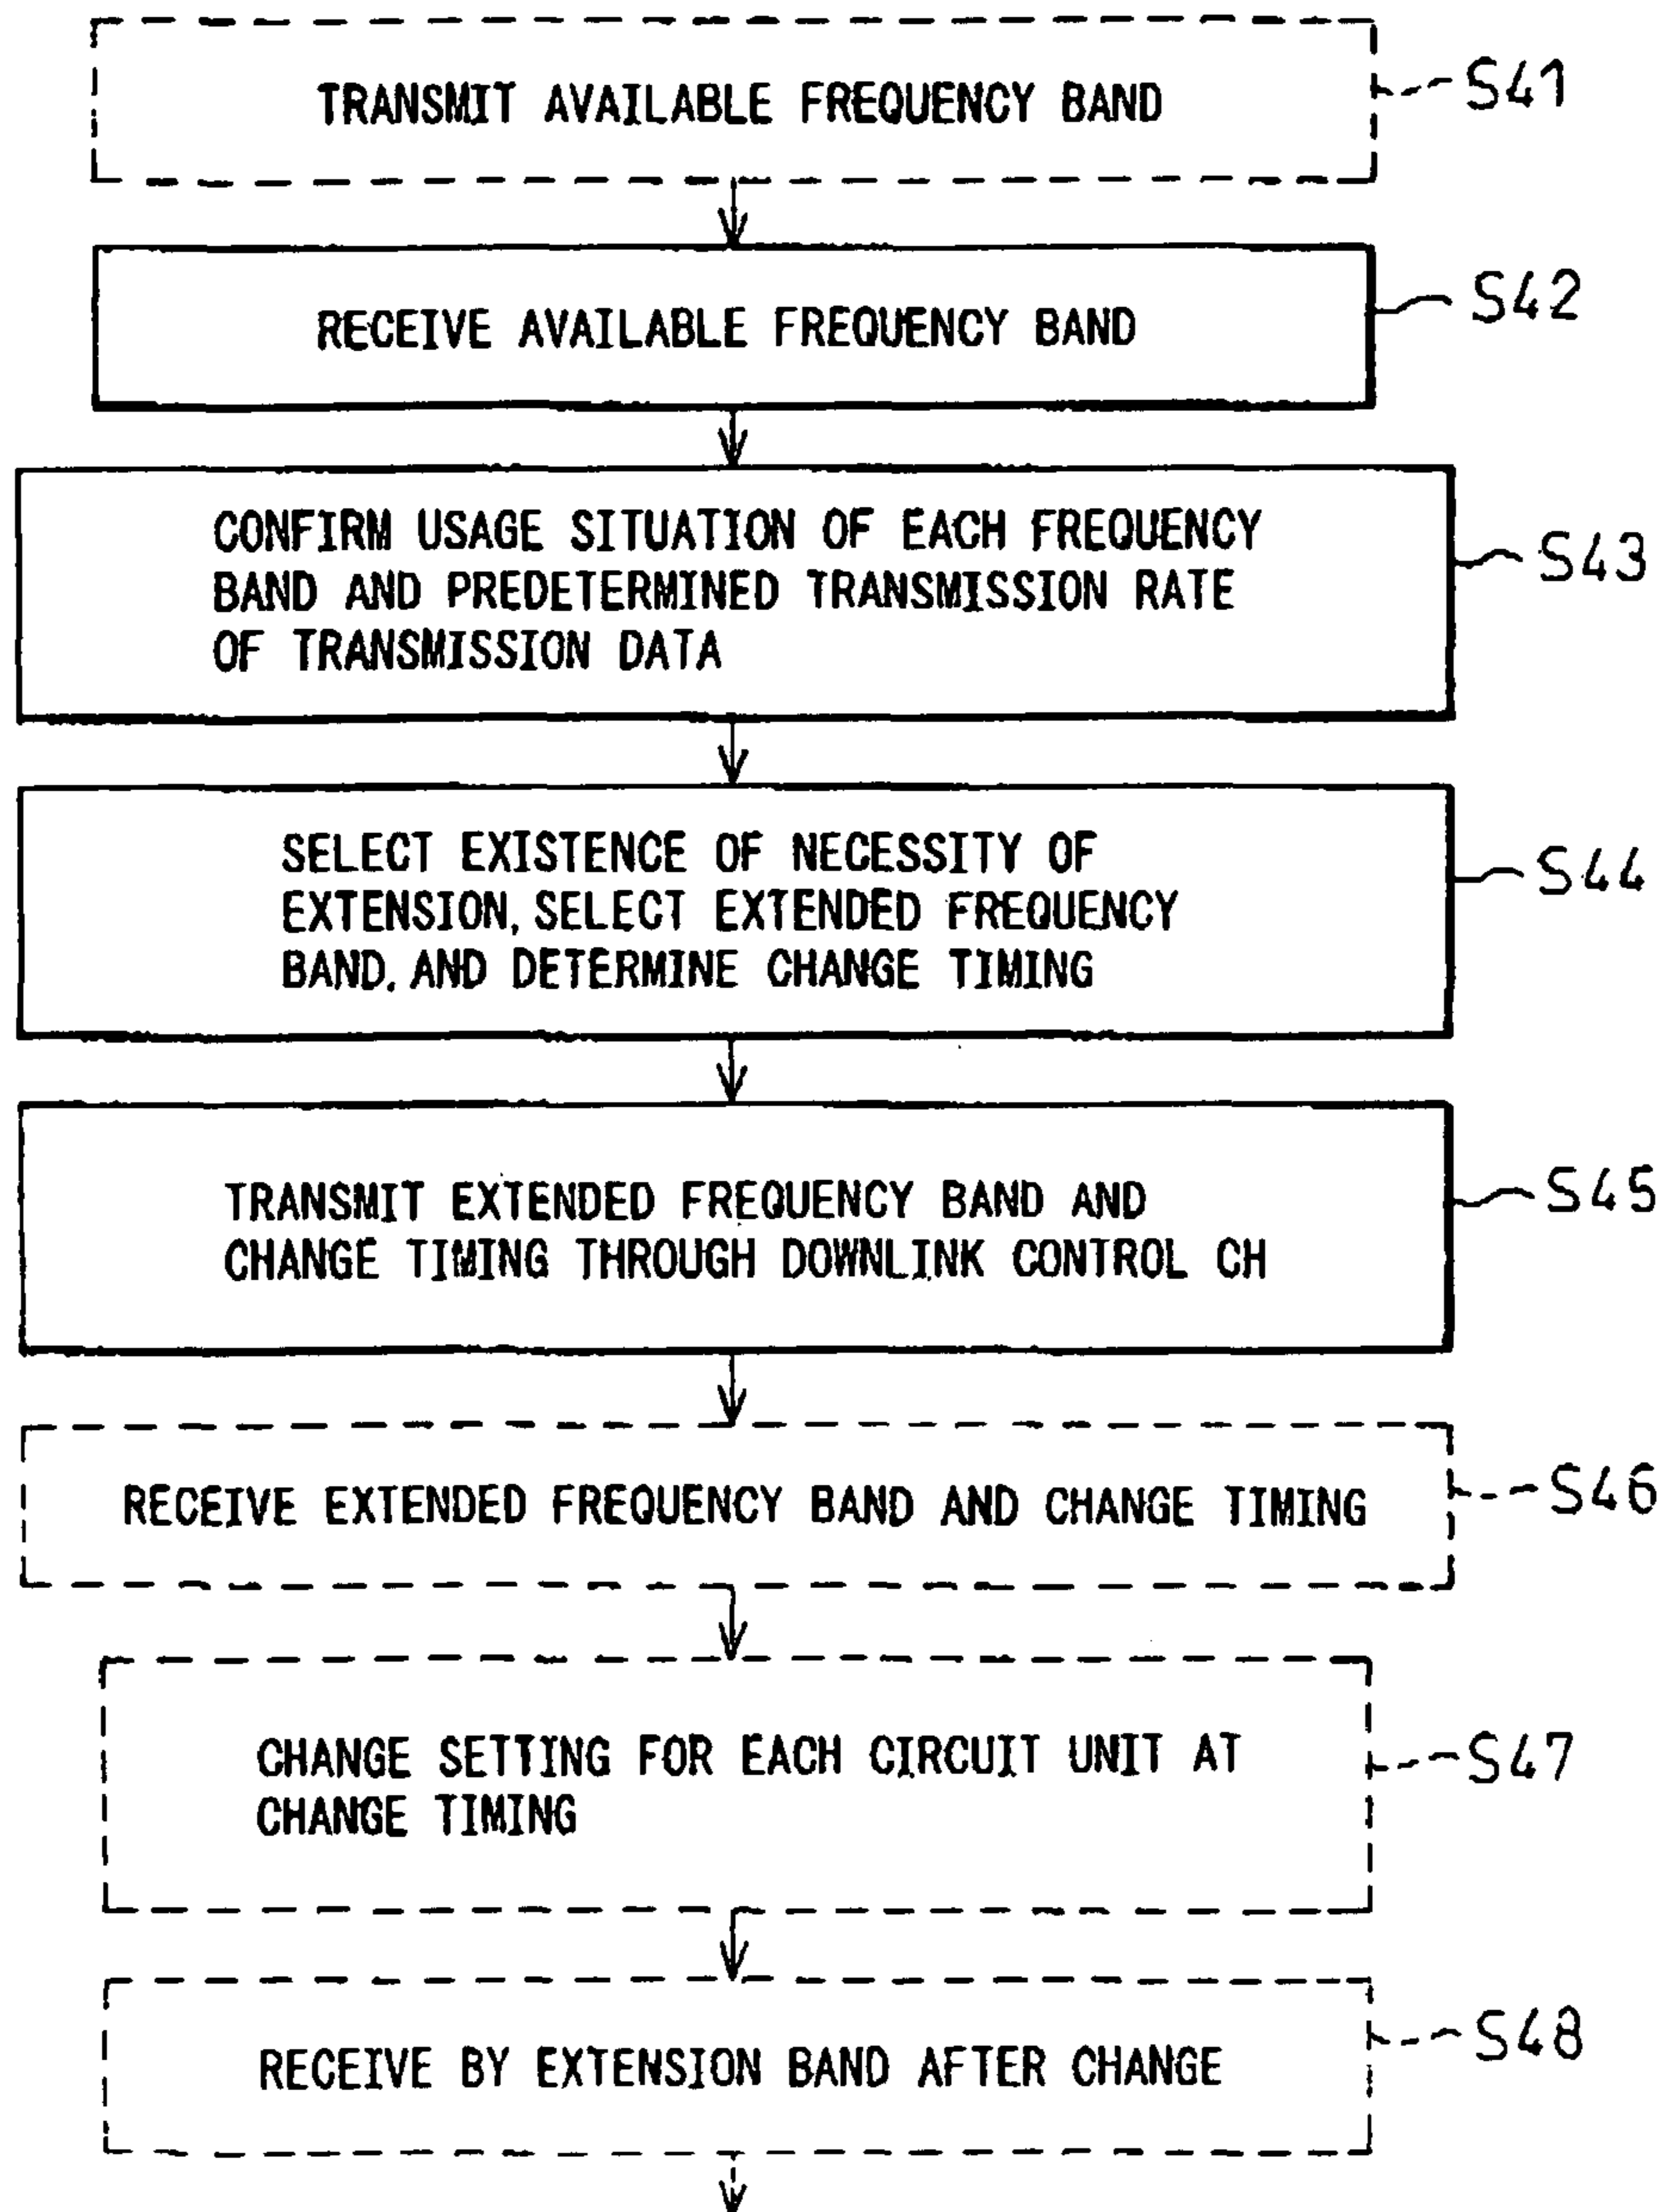 TRANSMIT AVAILABLE FREQUENCY BAND
S41
RECEIVE AVAILABLE FREQUENCY BAND
S42
CONFIRM USAGE SITUATION OF EACH FREQUENCY
BAND AND PREDETERMINED TRANSMISSION RATE
OF TRANSMISSION DATA
S43
SELECT EXISTENCE OF NECESSITY OF
EXTENSION, SELECT EXTENDED FREQUENCY
BAND, AND DETERMINE CHANGE TIMING
S44
TRANSMIT EXTENDED FREQUENCY BAND AND
CHANGE TIMING THROUGH DOWNLINK CONTROL CH
S45
RECEIVE EXTENDED FREQUENCY BAND AND CHANGE TIMING
S46
CHANGE SETTING FOR EACH CIRCUIT UNIT AT
CHANGE TIMING
S47
RECEIVE BY EXTENSION BAND AFTER CHANGE
S48